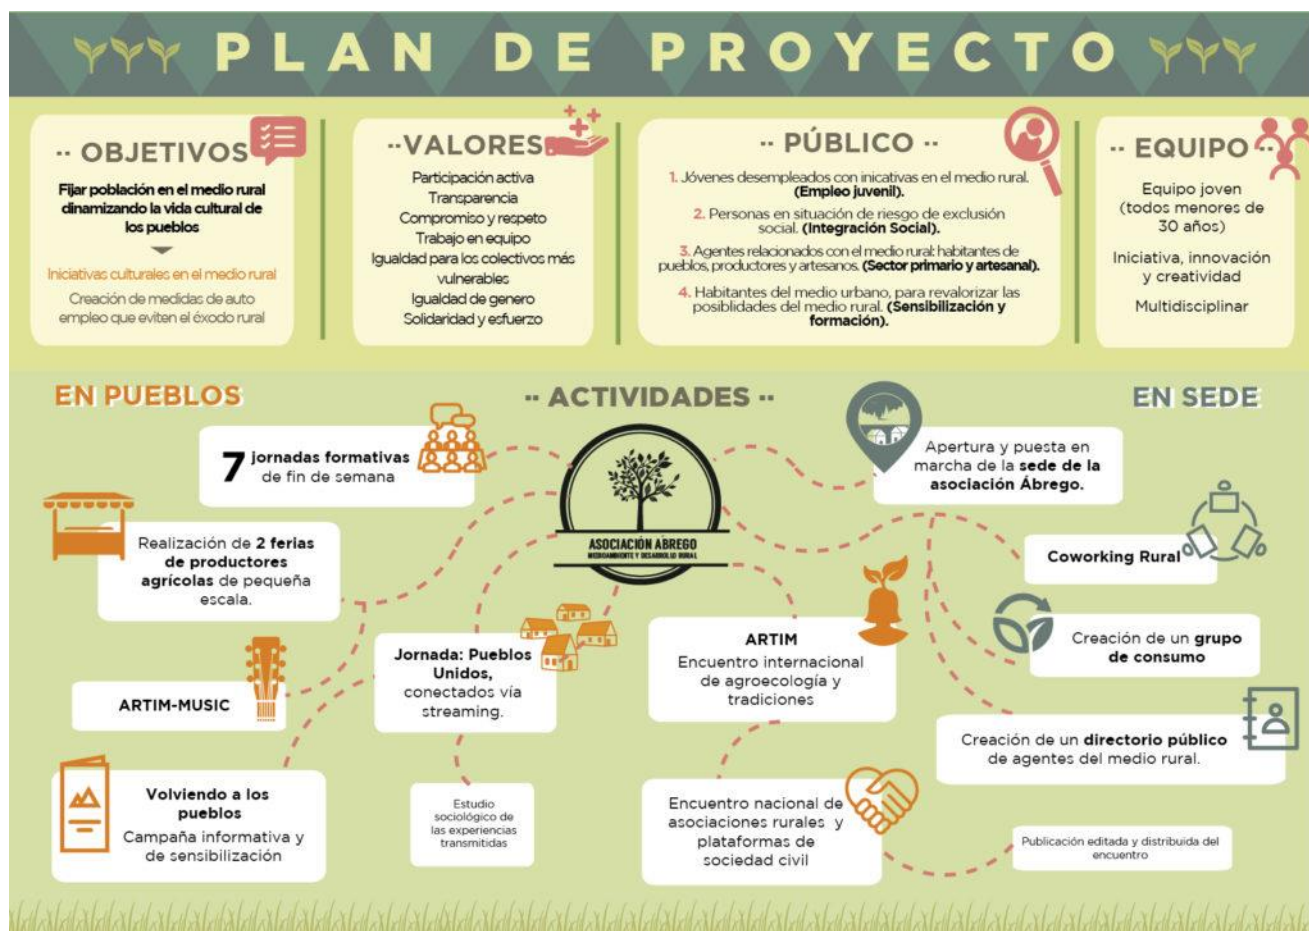 PLAN DE PROYECTO
·· OBJETIVOS
Fijar población en el medio rural
dinamizando la vida cultural de
los pueblos
Iniciativas culturales en el medio rural
Creación de medidas de auto
empleo que eviten el éxodo rural
··VALORES
Participación activa
Transparencia
Compromiso y respeto
Trabajo en equipo
Igualdad para los colectivos más
vulnerables
Igualdad de genero
Solidaridad y esfuerzo
·· PÚBLICO ··
1. Jóvenes desempleados con inicativas en el medio rural.
(Empleo juvenil).
2. Personas en situación de riesgo de exclusión
social. (Integración Social).
3. Agentes relacionados con el medio rural: habitantes de
pueblos, productores y artesanos. (Sector primario y artesanal).
4. Habitantes del medio urbano, para revalorizar las
posiblidades del medio rural. (Sensibilización y
formación).
·· EQUIPO ··
Equipo joven
(todos menores de
30 años)
Iniciativa, innovación
y creatividad
Multidisciplinar
EN PUEBLOS
·· ACTIVIDADES ··
EN SEDE
7 jornadas formativas
de fin de semana
Realización de 2 ferias
de productores
agrícolas de pequeña
escala.
ARTIM-MUSIC
Volviendo a los
pueblos
Campaña informativa y
de sensibilización
Jornada: Pueblos
Unidos,
conectados vía
streaming.
Estudio
sociológico de
las experiencias
transmitidas
ASOCIACIÓN ÁBREGO
MEDIOAMBIENTE Y DESARROLLO RURAL
ARTIM
Encuentro internacional
de agroecología y
tradiciones
Encuentro nacional de
asociaciones rurales y
plataformas de
sociedad civil
Publicación editada y distribuida del
encuentro
Apertura y puesta en
marcha de la sede de la
asociación Ábrego.
Coworking Rural
Creación de un grupo
de consumo
Creación de un directorio público
de agentes del medio rural.